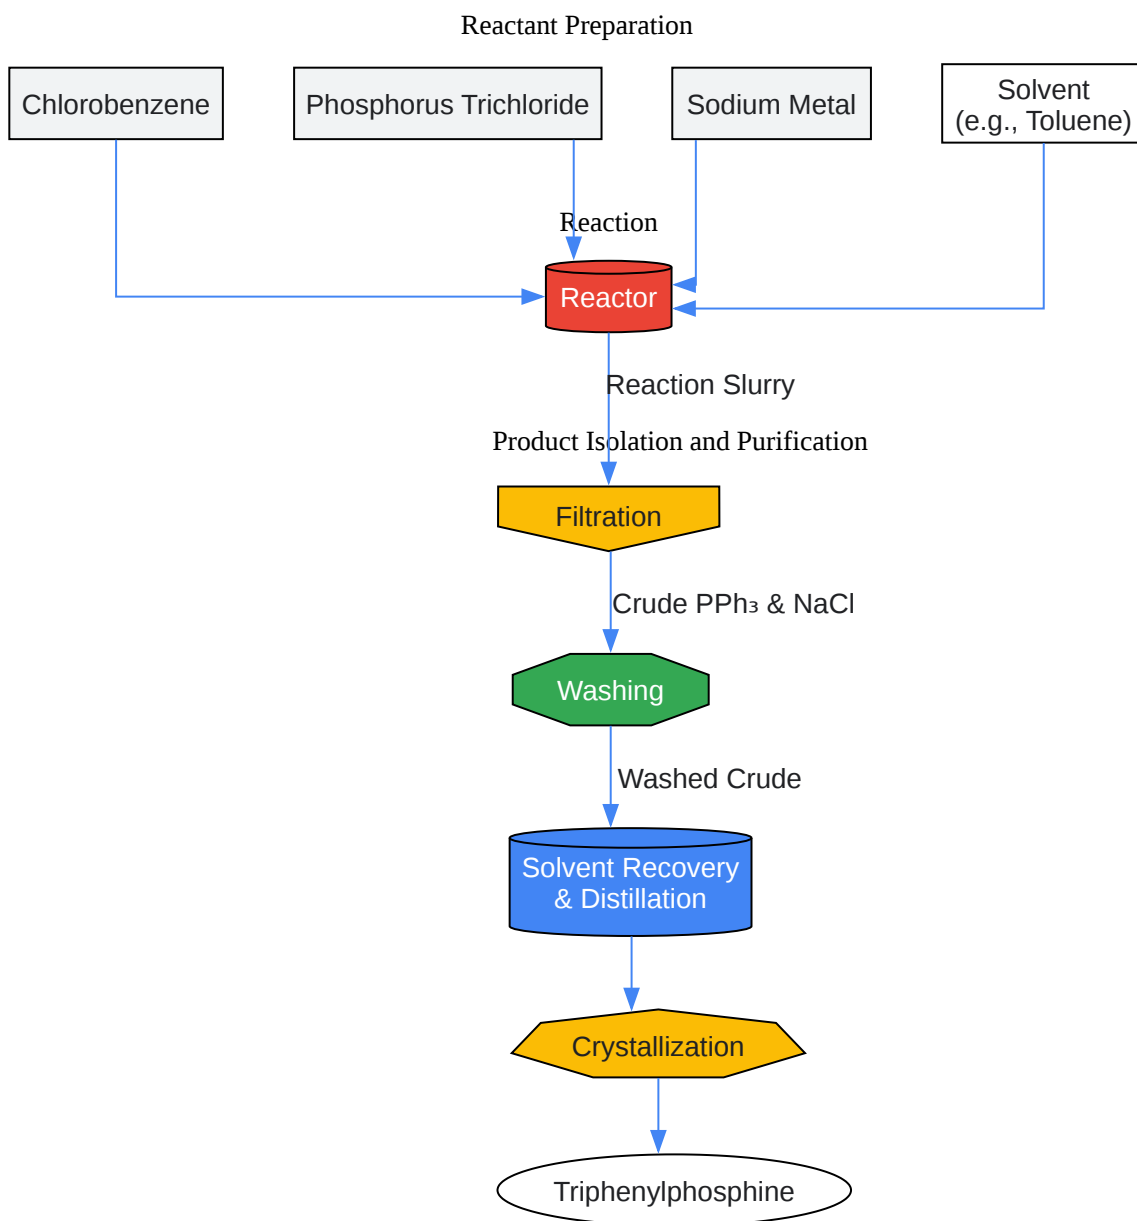 Reactant Preparation
Chlorobenzene
Phosphorus Trichloride
Sodium Metal
Solvent
(e.g., Toluene)
Reaction
Reactor
Reaction Slurry
Product Isolation and Purification
Filtration
Crude PPh₃ & NaCl
Washing
Washed Crude
Solvent Recovery
& Distillation
Crystallization
Triphenylphosphine